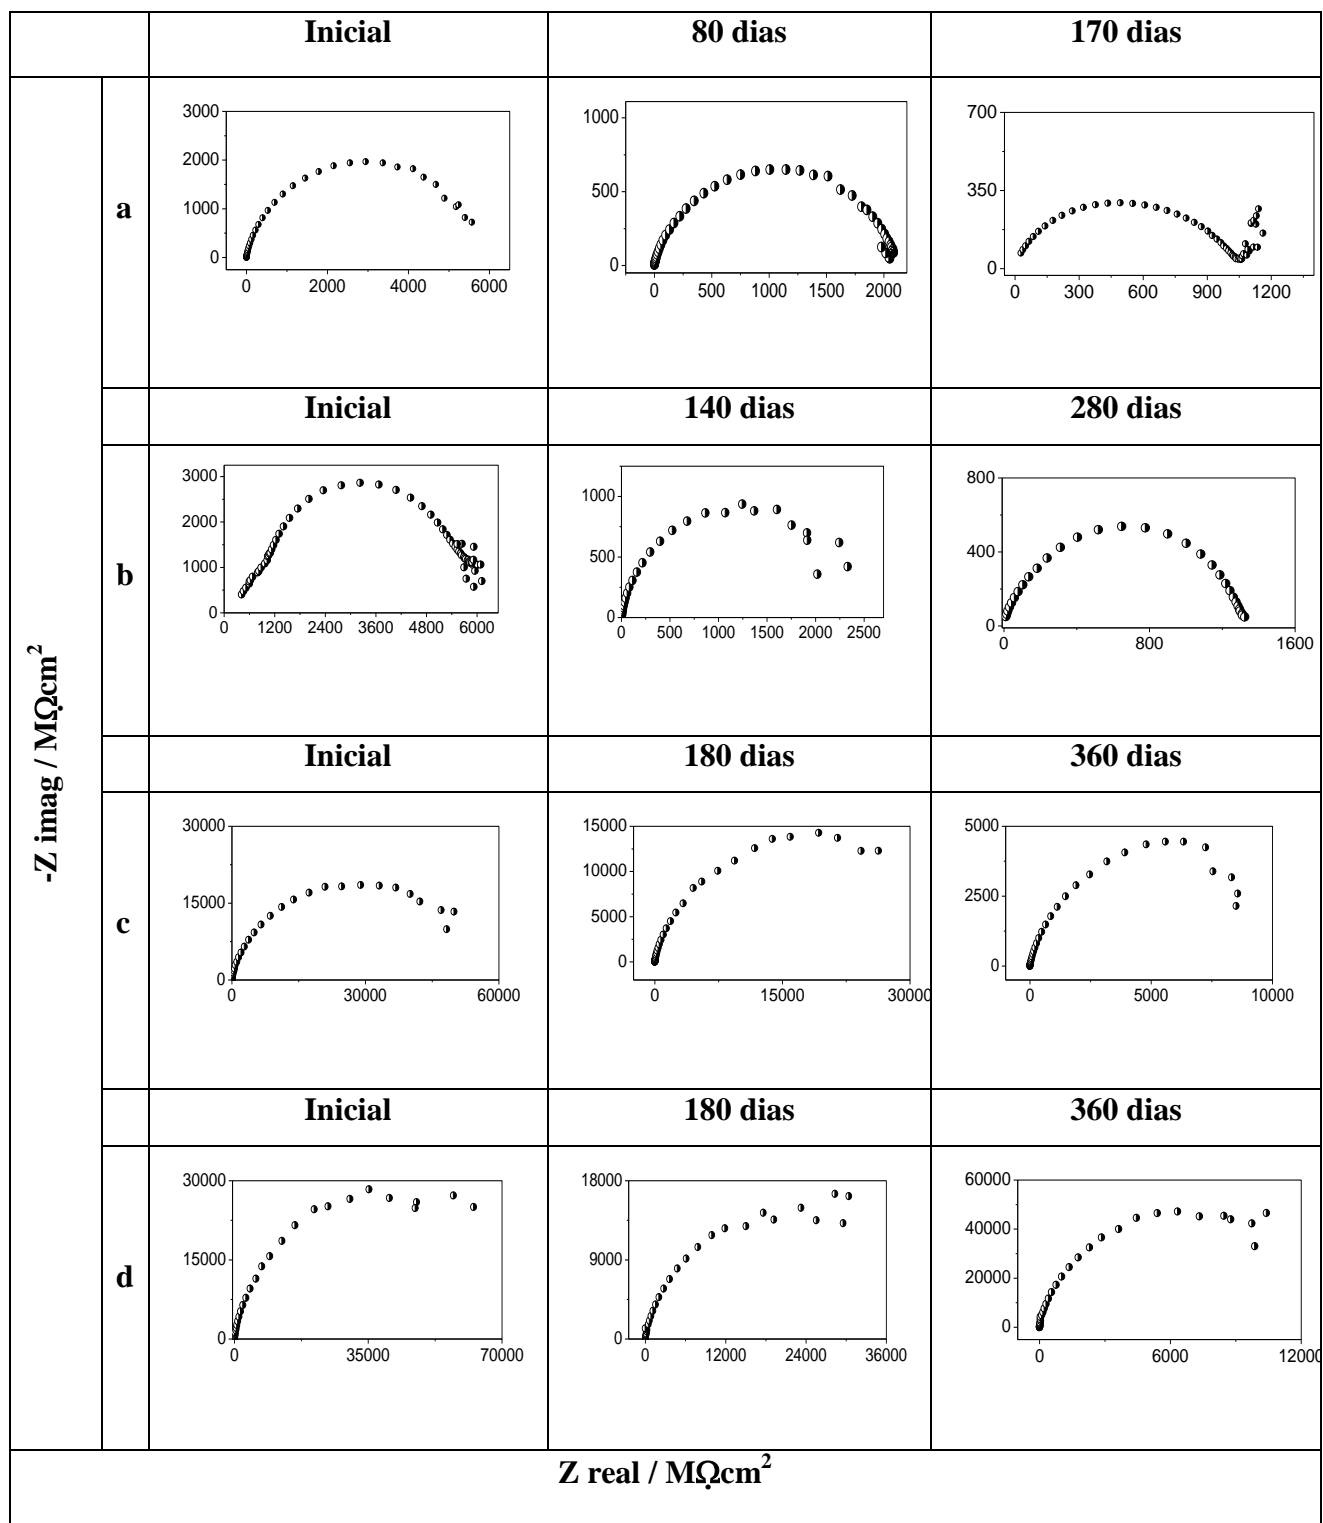 Inicial 80 dias 170 dias
3000 2000 1000 0
0 2000 4000 6000
1000 500 0
0 500 1000 1500 2000
700 350 0
0 300 600 900 1200
a
Inicial 140 dias 280 dias
3000 2000 1000 0
0 1200 2400 3600 4800 6000
1000 500 0
0 500 1000 1500 2000 2500
800 400 0
0 800 1600
b
-Z imag / MΩcm²
Inicial 180 dias 360 dias
30000 15000 0
0 30000 60000
15000 10000 5000 0
0 15000 30000
5000 2500 0
0 5000 10000
c
Inicial 180 dias 360 dias
30000 15000 0
0 35000 70000
18000 9000 0
0 12000 24000 36000
60000 40000 20000 0
0 6000 12000
d
Z real / MΩcm²